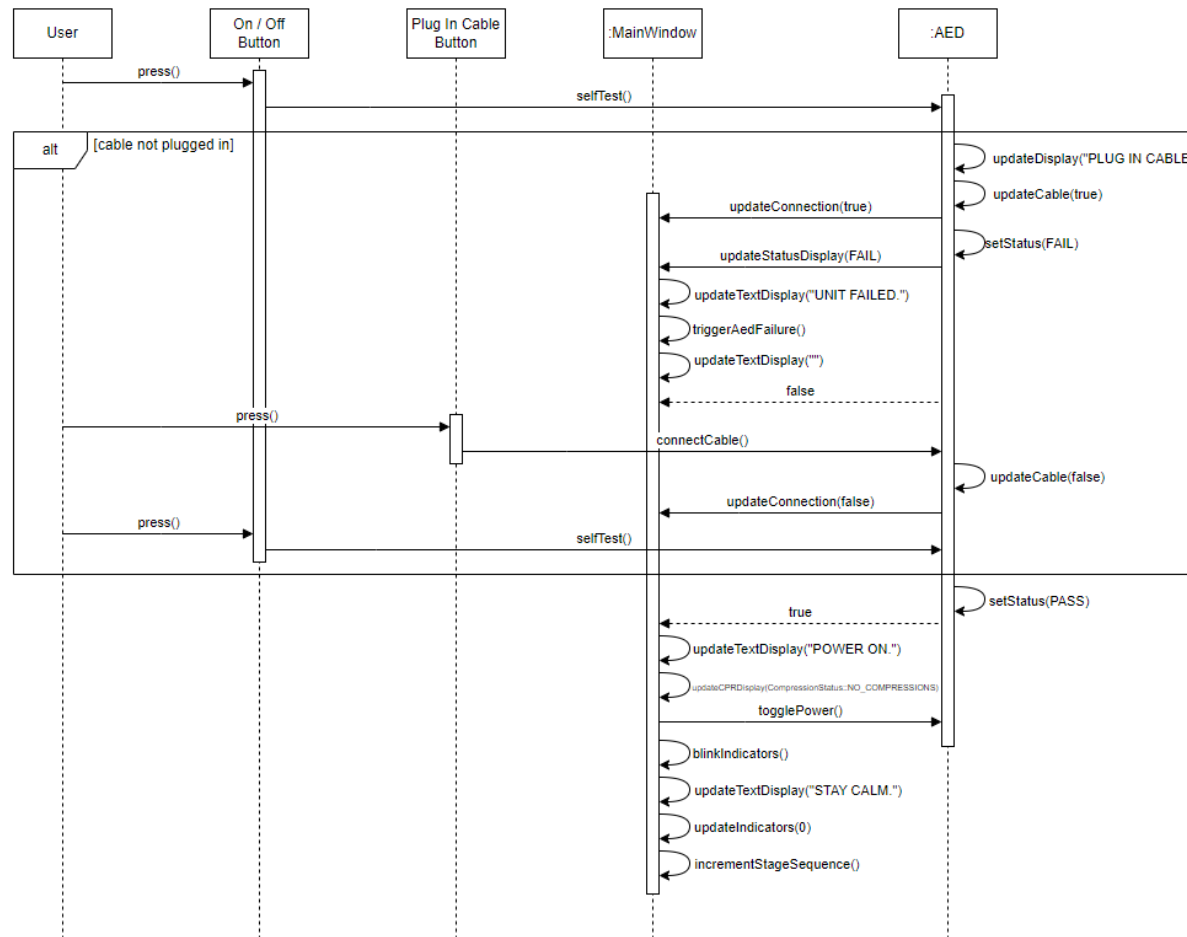 User
On / Off
Button
Plug In Cable
Button
:MainWindow
:AED
press()
selfTest()
alt
[cable not plugged in]
updateDisplay("PLUG IN CABLE
updateCable(true)
updateConnection(true)
setStatus(FAIL)
updateStatusDisplay(FAIL)
updateTextDisplay("UNIT FAILED.")
triggerAedFailure()
updateTextDisplay("")
false
press()
connectCable()
updateCable(false)
updateConnection(false)
press()
selfTest()
setStatus(PASS)
true
updateTextDisplay("POWER ON.")
updateCPRDisplay(CompressionStatus::NO_COMPRESSIONS)
togglePower()
blinkIndicators()
updateTextDisplay("STAY CALM.")
updateIndicators(0)
incrementStageSequence()